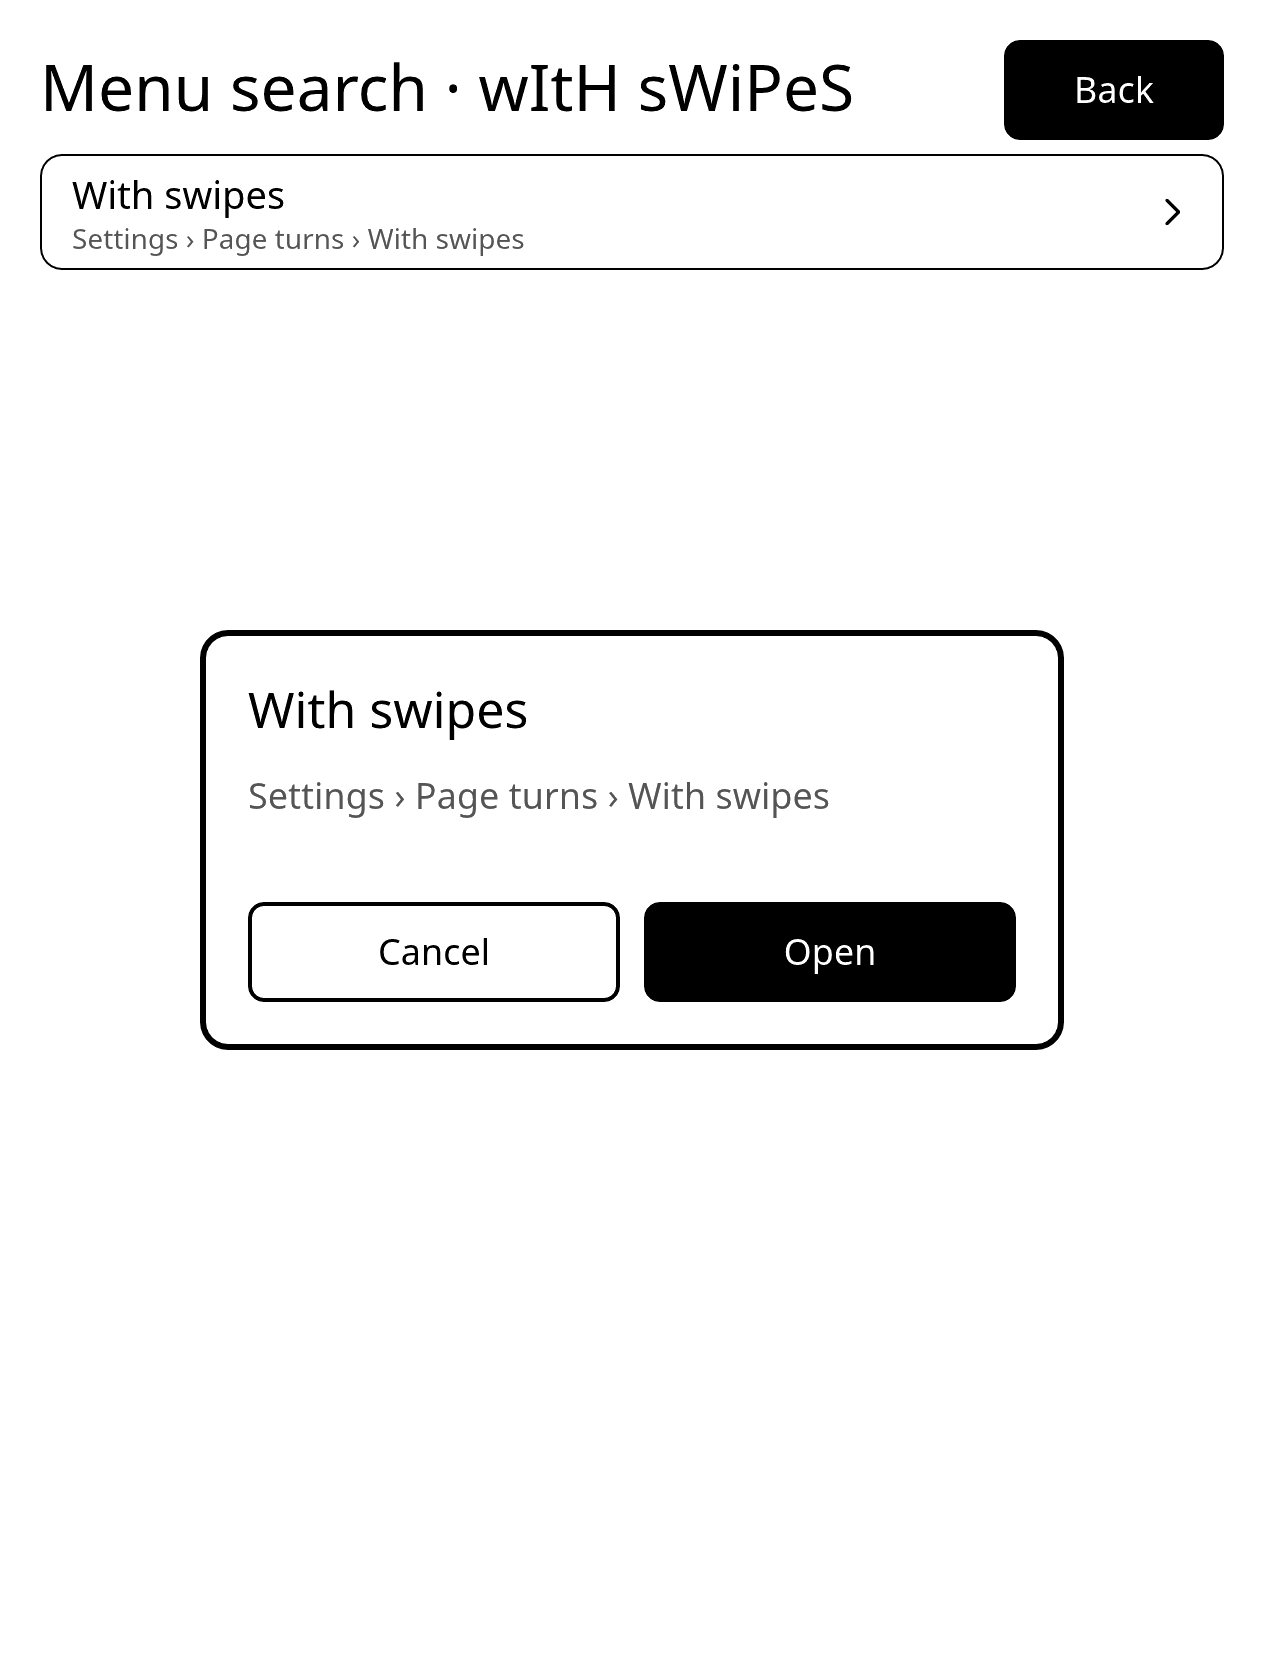 Menu search · wItH sWiPeS
Back
With swipes
Settings › Page turns › With swipes
With swipes
Settings › Page turns › With swipes
Cancel
Open